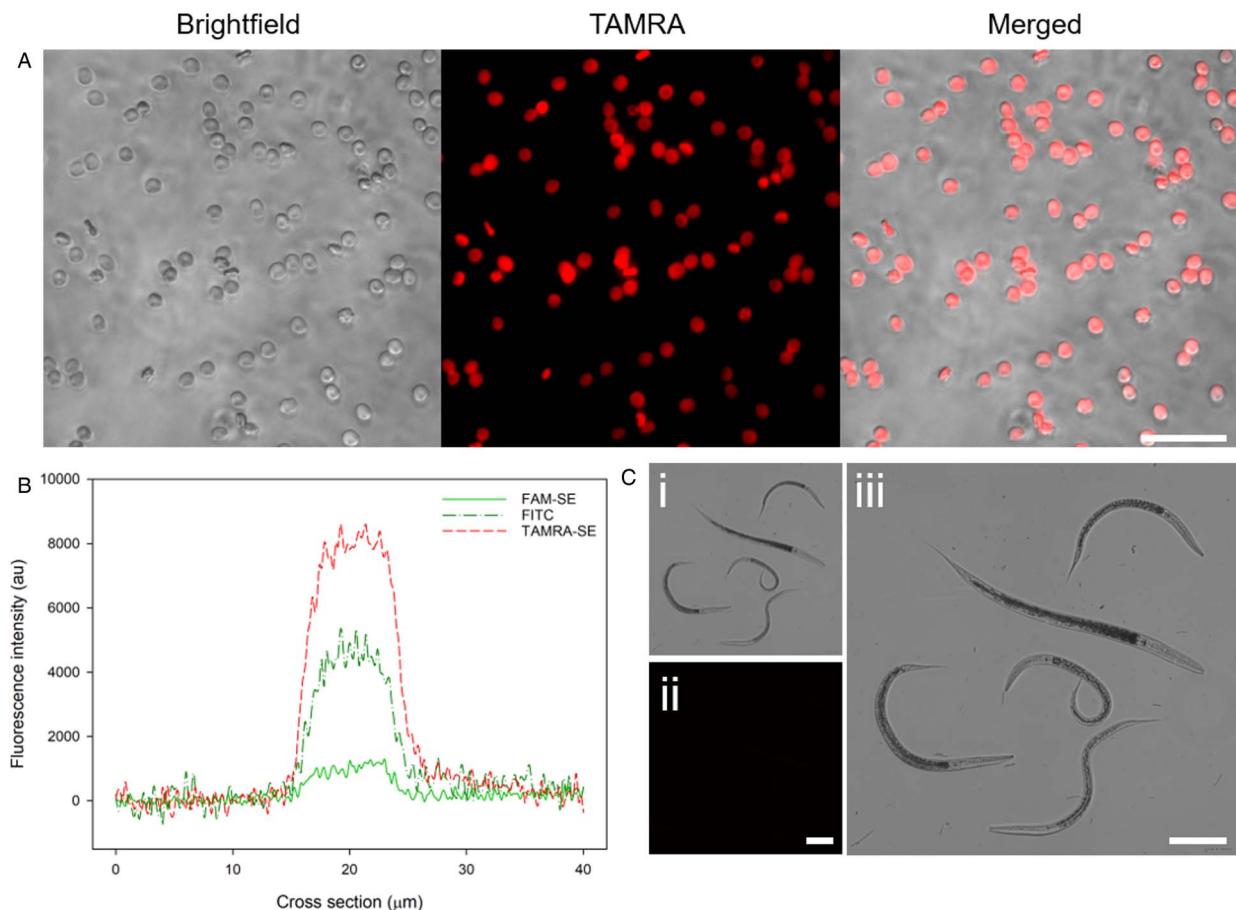 Brightfield TAMRA Merged
A
B
10000
8000
6000
4000
2000
0
Fluorescence intensity (au)
FAM-SE
FITC
TAMRA-SE
0 10 20 30 40
Cross section (μm)
C
i
ii
iii